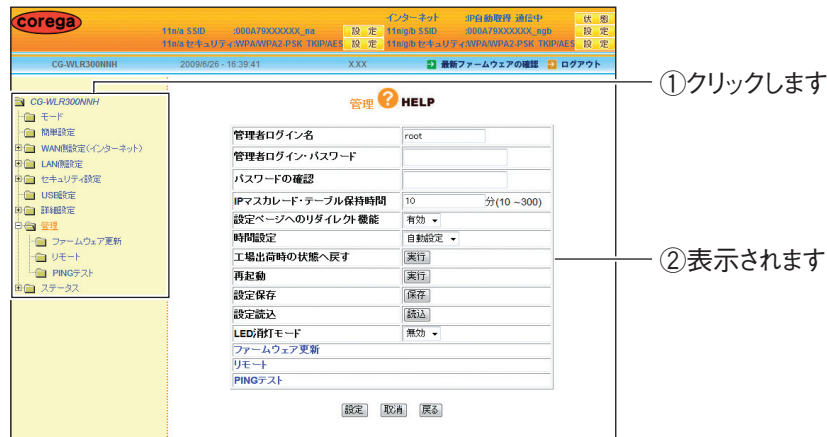 corega
インターネット :IP自動取得 通信中 状 態
11n/a SSID :000A79XXXXXX_na 設 定 11n/g/b SSID :000A79XXXXXX_ngb 設 定
11n/a セキュリティ:WPA/WPA2-PSK TKIP/AES 設 定 11n/g/b セキュリティ:WPA/WPA2-PSK TKIP/AES 設 定
CG-WLR300NNH 2009/6/26 - 16:39:41 X.XX 最新ファームウェアの確認 ログアウト
①クリックします
CG-WLR300NNH
モード
簡単設定
WAN側設定(インターネット)
LAN側設定
セキュリティ設定
USB設定
詳細設定
管理
ファームウェア更新
リモート
PINGテスト
ステータス
管理 ? HELP
管理者ログイン名 root
管理者ログイン・パスワード
パスワードの確認
IPマスカレード・テーブル保持時間 10 分(10 ~300)
設定ページへのリダイレクト機能 有効
時間設定 自動設定
工場出荷時の状態へ戻す 実行
再起動 実行
設定保存 保存
設定読込 読込
LED消灯モード 無効
ファームウェア更新
リモート
PINGテスト
設定 取消 戻る
②表示されます